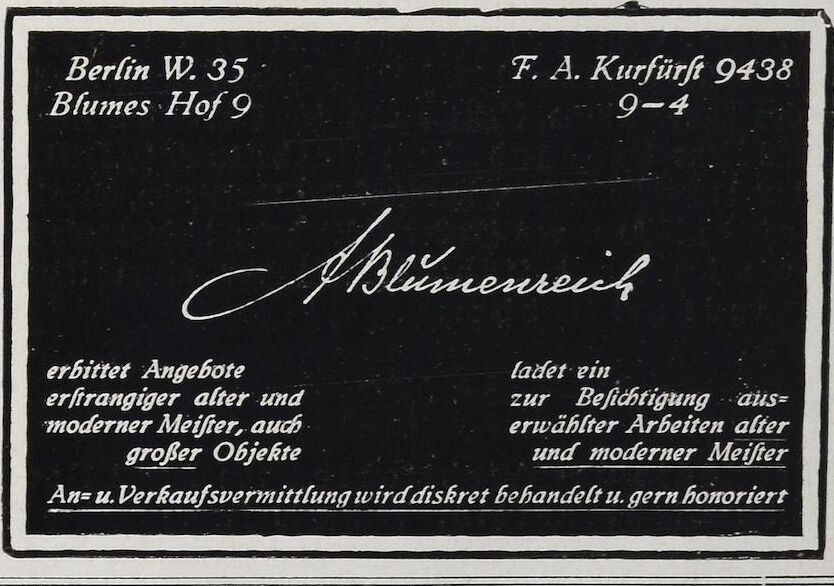 Berlin W. 35
Blumes Hof 9
F. A. Kurfürſt 9438
9—4
A Blumenreich
erbittet Angebote
erſtrangiger alter und
moderner Meiſter, auch
großer Objekte
ladet ein
zur Beſichtigung aus=
erwählter Arbeiten alter
und moderner Meiſter
An= u. Verkaufsvermittlung wird diskret behandelt u. gern honoriert